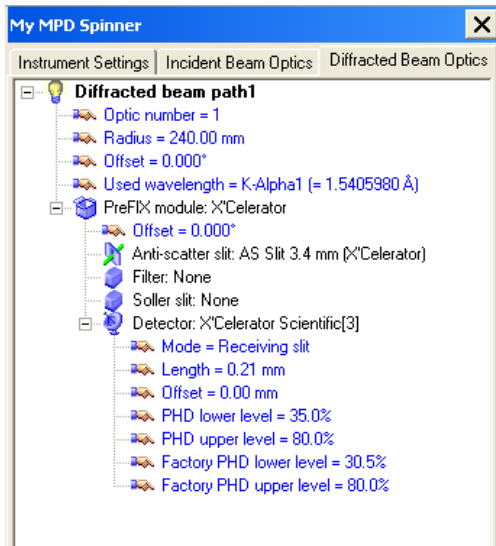 My MPD Spinner
Instrument Settings
Incident Beam Optics
Diffracted Beam Optics
Diffracted beam path1
Optic number = 1
Radius = 240.00 mm
Offset = 0.000°
Used wavelength = K-Alpha1 (= 1.5405980 Å)
PreFIX module: X'Celerator
Offset = 0.000°
Anti-scatter slit: AS Slit 3.4 mm (X'Celerator)
Filter: None
Soller slit: None
Detector: X'Celerator Scientific[3]
Mode = Receiving slit
Length = 0.21 mm
Offset = 0.00 mm
PHD lower level = 35.0%
PHD upper level = 80.0%
Factory PHD lower level = 30.5%
Factory PHD upper level = 80.0%